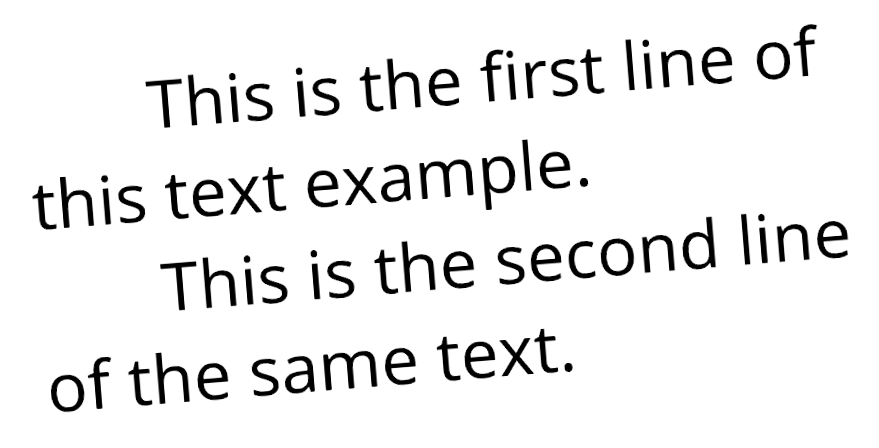 This is the first line of
this text example.
This is the second line
of the same text.